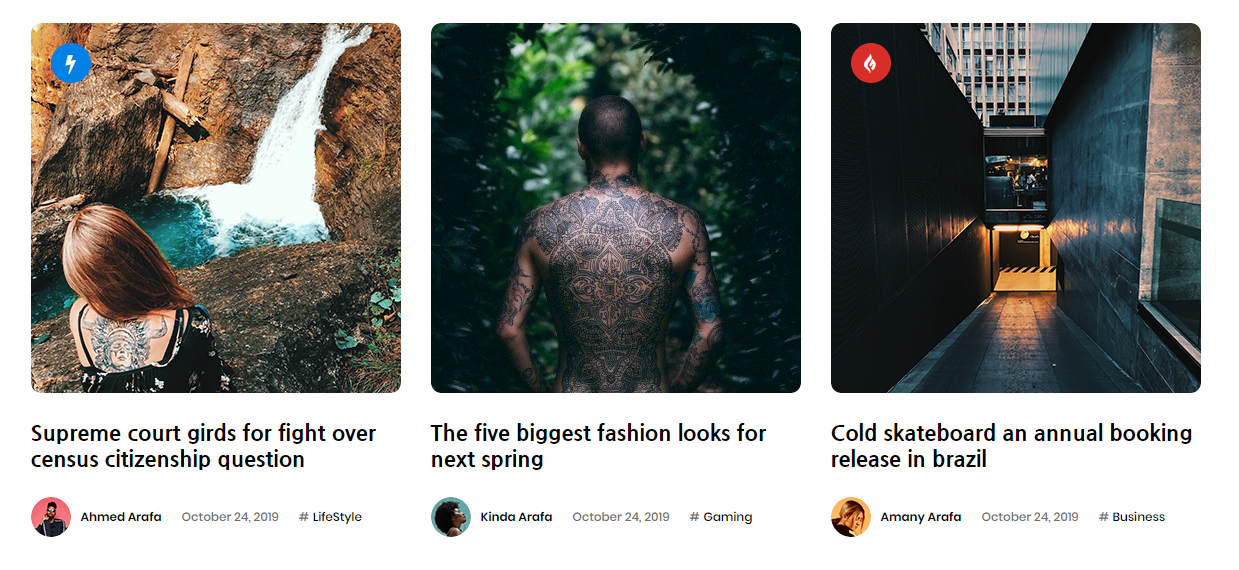 Supreme court girds for fight over
census citizenship question
Ahmed Arafa October 24, 2019 # LifeStyle
The five biggest fashion looks for
next spring
Kinda Arafa October 24, 2019 # Gaming
Cold skateboard an annual booking
release in brazil
Amany Arafa October 24, 2019 # Business